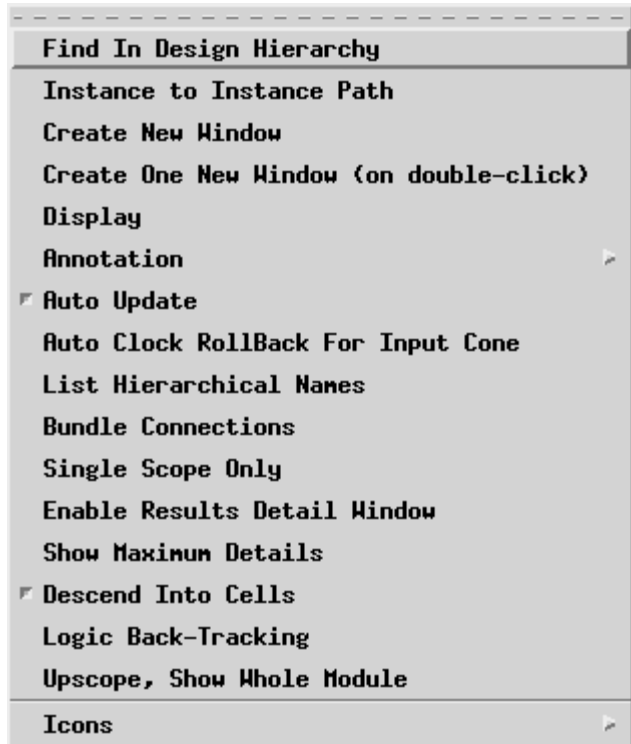 Find In Design Hierarchy
Instance to Instance Path
Create New Window
Create One New Window (on double-click)
Display
Annotation
Auto Update
Auto Clock RollBack For Input Cone
List Hierarchical Names
Bundle Connections
Single Scope Only
Enable Results Detail Window
Show Maximum Details
Descend Into Cells
Logic Back-Tracking
Upscope, Show Whole Module
Icons